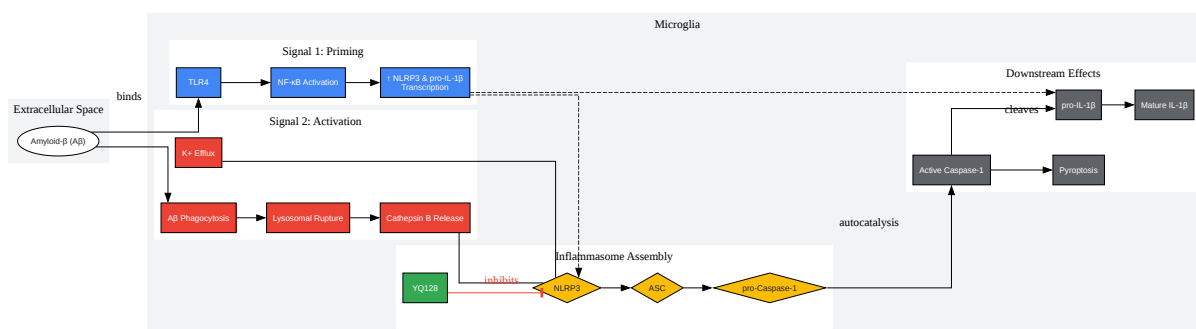 Microglia
Signal 1: Priming
TLR4
NF-κB Activation
↑ NLRP3 & pro-IL-1β
Transcription
Downstream Effects
pro-IL-1β
Mature IL-1β
cleaves
binds
Extracellular Space
Amyloid-β (Aβ)
Signal 2: Activation
K+ Efflux
Active Caspase-1
Pyroptosis
Aβ Phagocytosis
Lysosomal Rupture
Cathepsin B Release
autocatalysis
Inflammasome Assembly
inhibits
YQ128
NLRP3
ASC
pro-Caspase-1